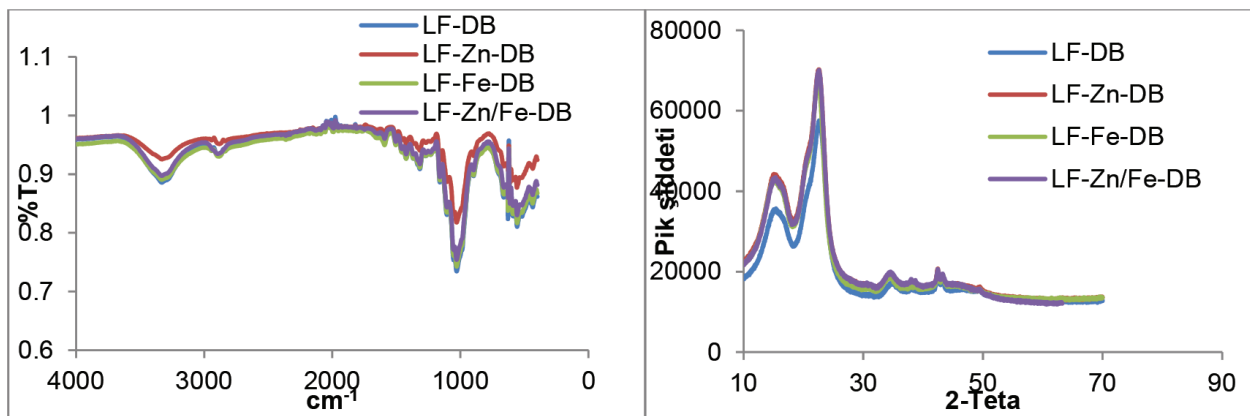 LF-DB
LF-Zn-DB
LF-Fe-DB
LF-Zn/Fe-DB
1.1
1
0.9
0.8
0.7
0.6
%T
4000 3000 2000 1000 0
cm-1
LF-DB
LF-Zn-DB
LF-Fe-DB
LF-Zn/Fe-DB
80000
60000
40000
20000
0
Pik şiddeti
10 30 50 70 90
2-Teta